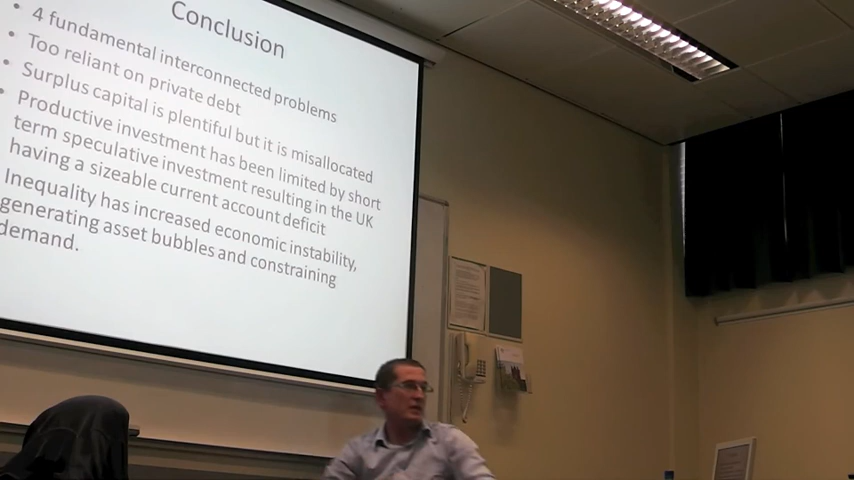 Conclusion
• 4 fundamental interconnected problems
• Too reliant on private debt
• Surplus capital is plentiful but it is misallocated
• Productive investment has been limited by short
term speculative investment resulting in the UK
having a sizeable current account deficit
Inequality has increased economic instability,
generating asset bubbles and constraining
demand.